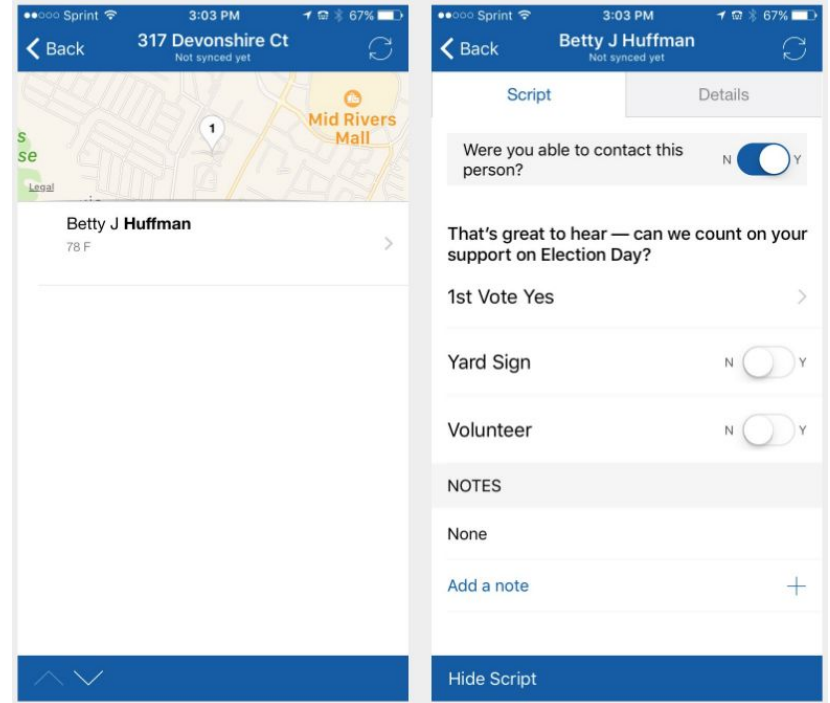 Sprint 3:03 PM 67%
Back 317 Devonshire Ct
Not synced yet
1
Mid Rivers
Mall
s
se
Legal
Betty J Huffman
78 F
Sprint 3:03 PM 67%
Back Betty J Huffman
Not synced yet
Script Details
Were you able to contact this
person?
N Y
That's great to hear — can we count on your
support on Election Day?
1st Vote Yes
Yard Sign N Y
Volunteer N Y
NOTES
None
Add a note
Hide Script